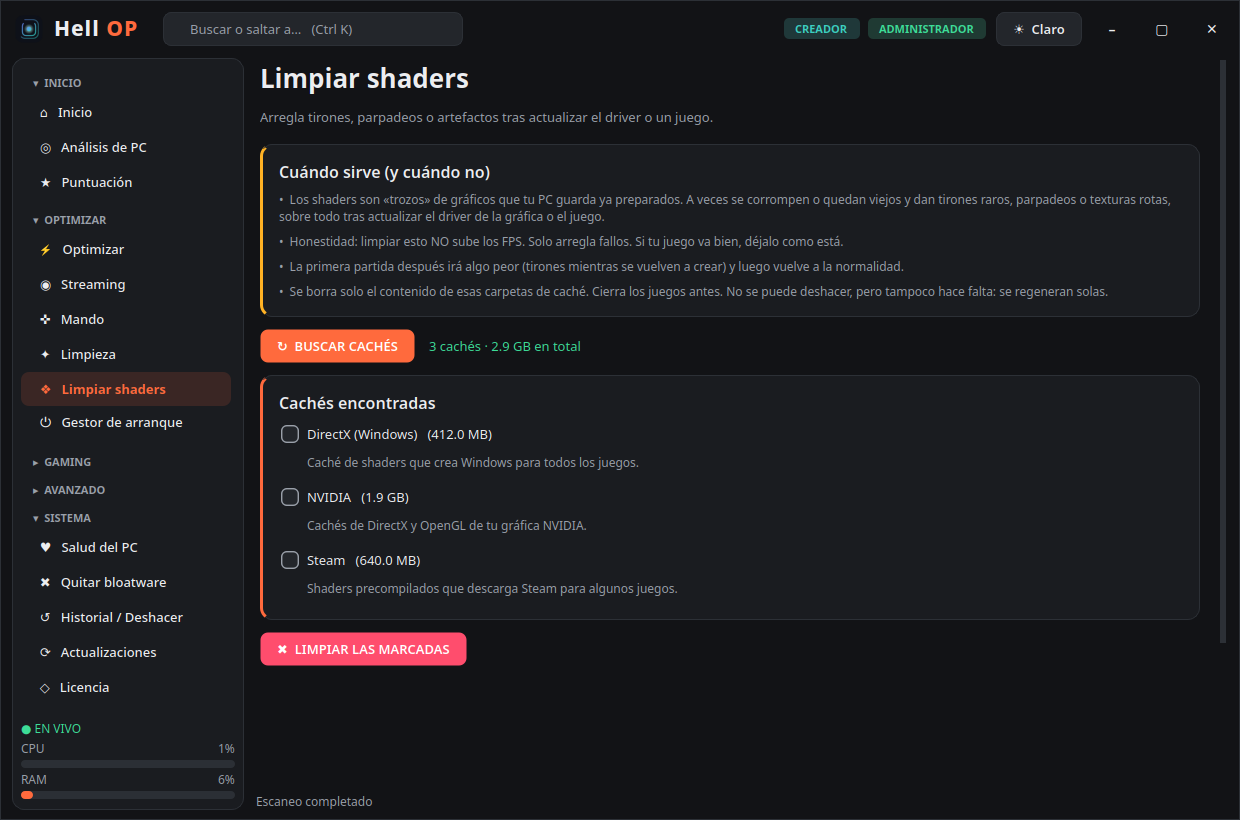 Hell OP
Buscar o saltar a... (Ctrl K)
CREADOR
ADMINISTRADOR
☀ Claro
▾ INICIO
⌂ Inicio
◎ Análisis de PC
★ Puntuación
▾ OPTIMIZAR
⚡ Optimizar
◉ Streaming
✜ Mando
✦ Limpieza
❖ Limpiar shaders
⏻ Gestor de arranque
▸ GAMING
▸ AVANZADO
▾ SISTEMA
♥ Salud del PC
✖ Quitar bloatware
↺ Historial / Deshacer
⟳ Actualizaciones
◇ Licencia
● EN VIVO
CPU 1%
RAM 6%
Limpiar shaders
Arregla tirones, parpadeos o artefactos tras actualizar el driver o un juego.
Cuándo sirve (y cuándo no)
• Los shaders son «trozos» de gráficos que tu PC guarda ya preparados. A veces se corrompen o quedan viejos y dan tirones raros, parpadeos o texturas rotas,
sobre todo tras actualizar el driver de la gráfica o el juego.
• Honestidad: limpiar esto NO sube los FPS. Solo arregla fallos. Si tu juego va bien, déjalo como está.
• La primera partida después irá algo peor (tirones mientras se vuelven a crear) y luego vuelve a la normalidad.
• Se borra solo el contenido de esas carpetas de caché. Cierra los juegos antes. No se puede deshacer, pero tampoco hace falta: se regeneran solas.
↻ BUSCAR CACHÉS
3 cachés · 2.9 GB en total
Cachés encontradas
DirectX (Windows) (412.0 MB)
Caché de shaders que crea Windows para todos los juegos.
NVIDIA (1.9 GB)
Cachés de DirectX y OpenGL de tu gráfica NVIDIA.
Steam (640.0 MB)
Shaders precompilados que descarga Steam para algunos juegos.
✖ LIMPIAR LAS MARCADAS
Escaneo completado